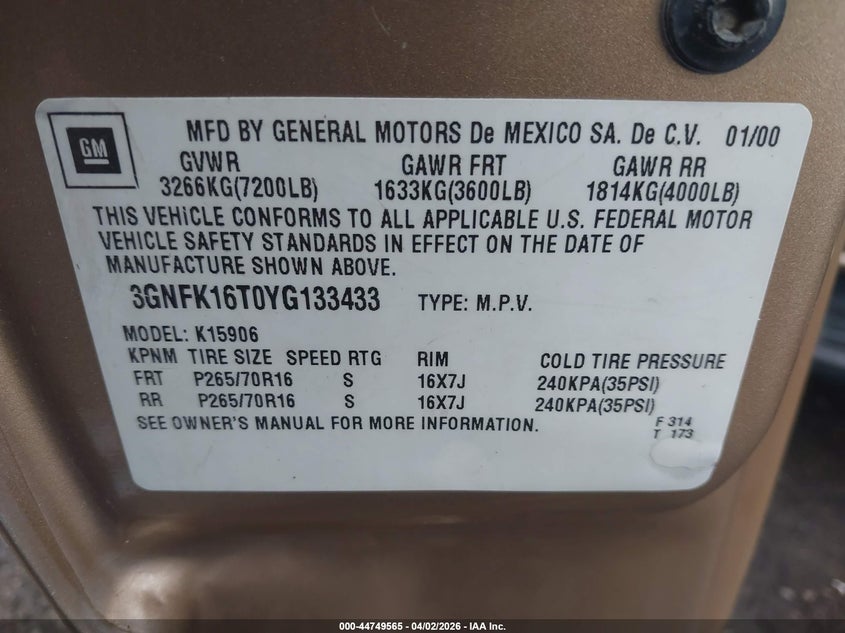 GM
MFD BY GENERAL MOTORS De MEXICO SA. De C.V. 01/00
GVWR GAWR FRT GAWR RR
3266KG(7200LB) 1633KG(3600LB) 1814KG(4000LB)
THIS VEHICLE CONFORMS TO ALL APPLICABLE U.S. FEDERAL MOTOR
VEHICLE SAFETY STANDARDS IN EFFECT ON THE DATE OF
MANUFACTURE SHOWN ABOVE.
3GNFK16T0YG133433 TYPE: M.P.V.
MODEL: K15906
KPNM TIRE SIZE SPEED RTG RIM COLD TIRE PRESSURE
FRT P265/70R16 S 16X7J 240KPA(35PSI)
RR P265/70R16 S 16X7J 240KPA(35PSI)
SEE OWNER'S MANUAL FOR MORE INFORMATION. F 314
T 173
000-44749565 - 04/02/2026 - IAA Inc.